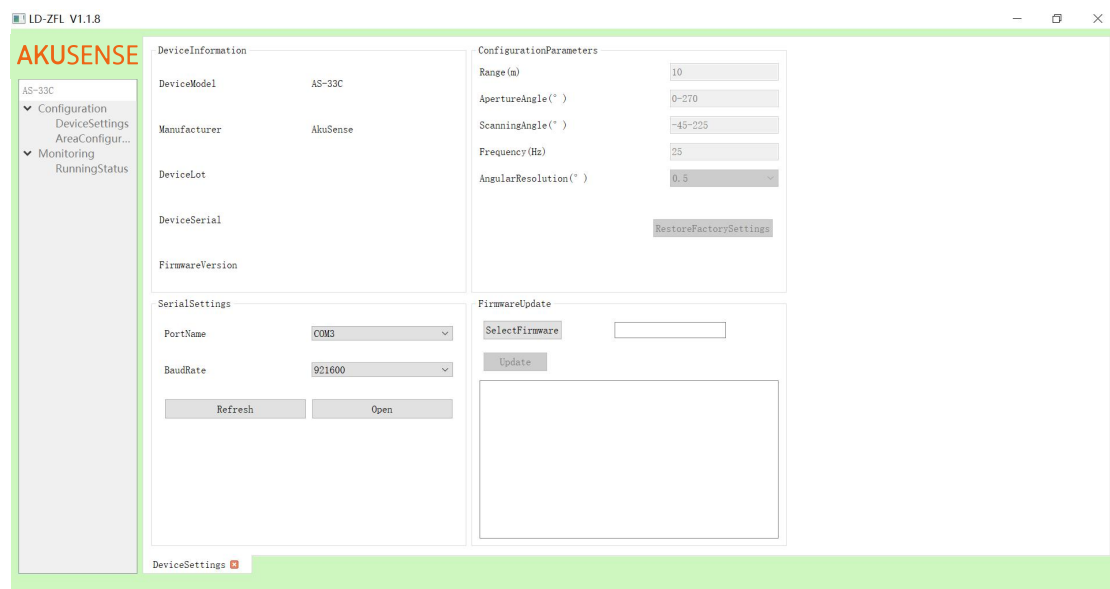 LD-ZFL V1.1.8
AKUSENSE
AS-33C
Configuration
DeviceSettings
AreaConfigur...
Monitoring
RunningStatus
DeviceInformation
DeviceModel AS-33C
Manufacturer AkuSense
DeviceLot
DeviceSerial
FirmwareVersion
ConfigurationParameters
Range(m) 10
ApertureAngle(° ) 0-270
ScanningAngle(° ) -45-225
Frequency(Hz) 25
AngularResolution(° ) 0.5
RestoreFactorySettings
SerialSettings
PortName COM3
BaudRate 921600
Refresh Open
FirmwareUpdate
SelectFirmware
Update
DeviceSettings